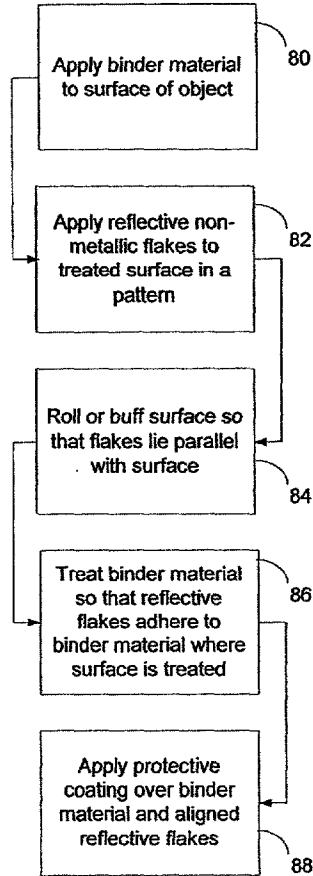 Apply binder material
to surface of object
80
Apply reflective non-
metallic flakes to
treated surface in a
pattern
82
Roll or buff surface so
that flakes lie parallel
with surface
84
Treat binder material
so that reflective
flakes adhere to
binder material where
surface is treated
86
Apply protective
coating over binder
material and aligned
reflective flakes
88